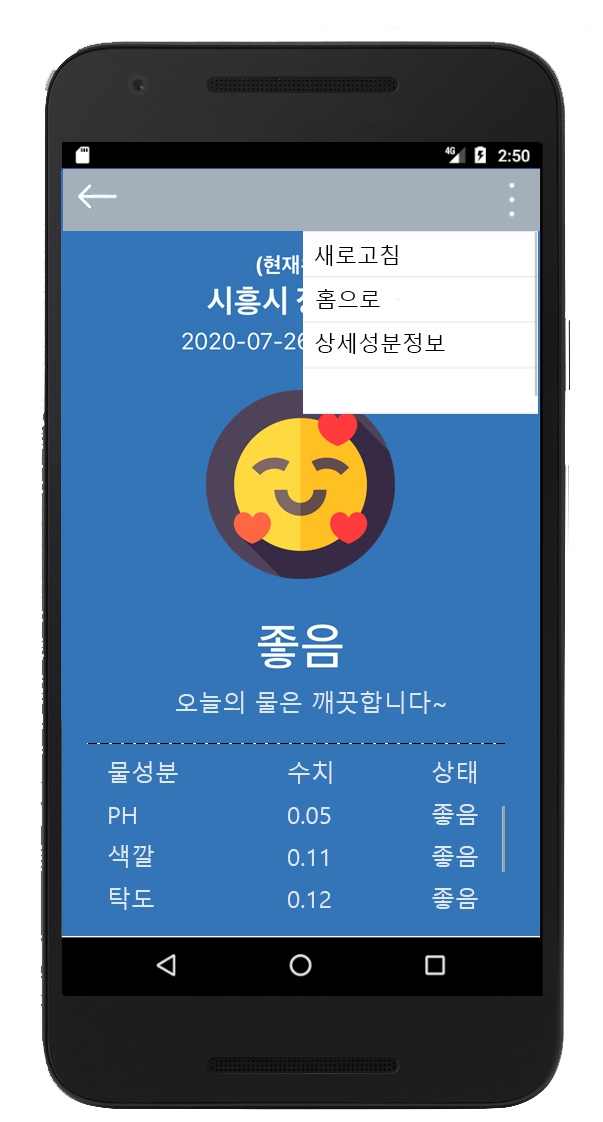 4G 2:50
(현재
시흥시
2020-07-26
새로고침
홈으로
상세성분정보
좋음
오늘의 물은 깨끗합니다~
물성분 수치 상태
PH 0.05 좋음
색깔 0.11 좋음
탁도 0.12 좋음